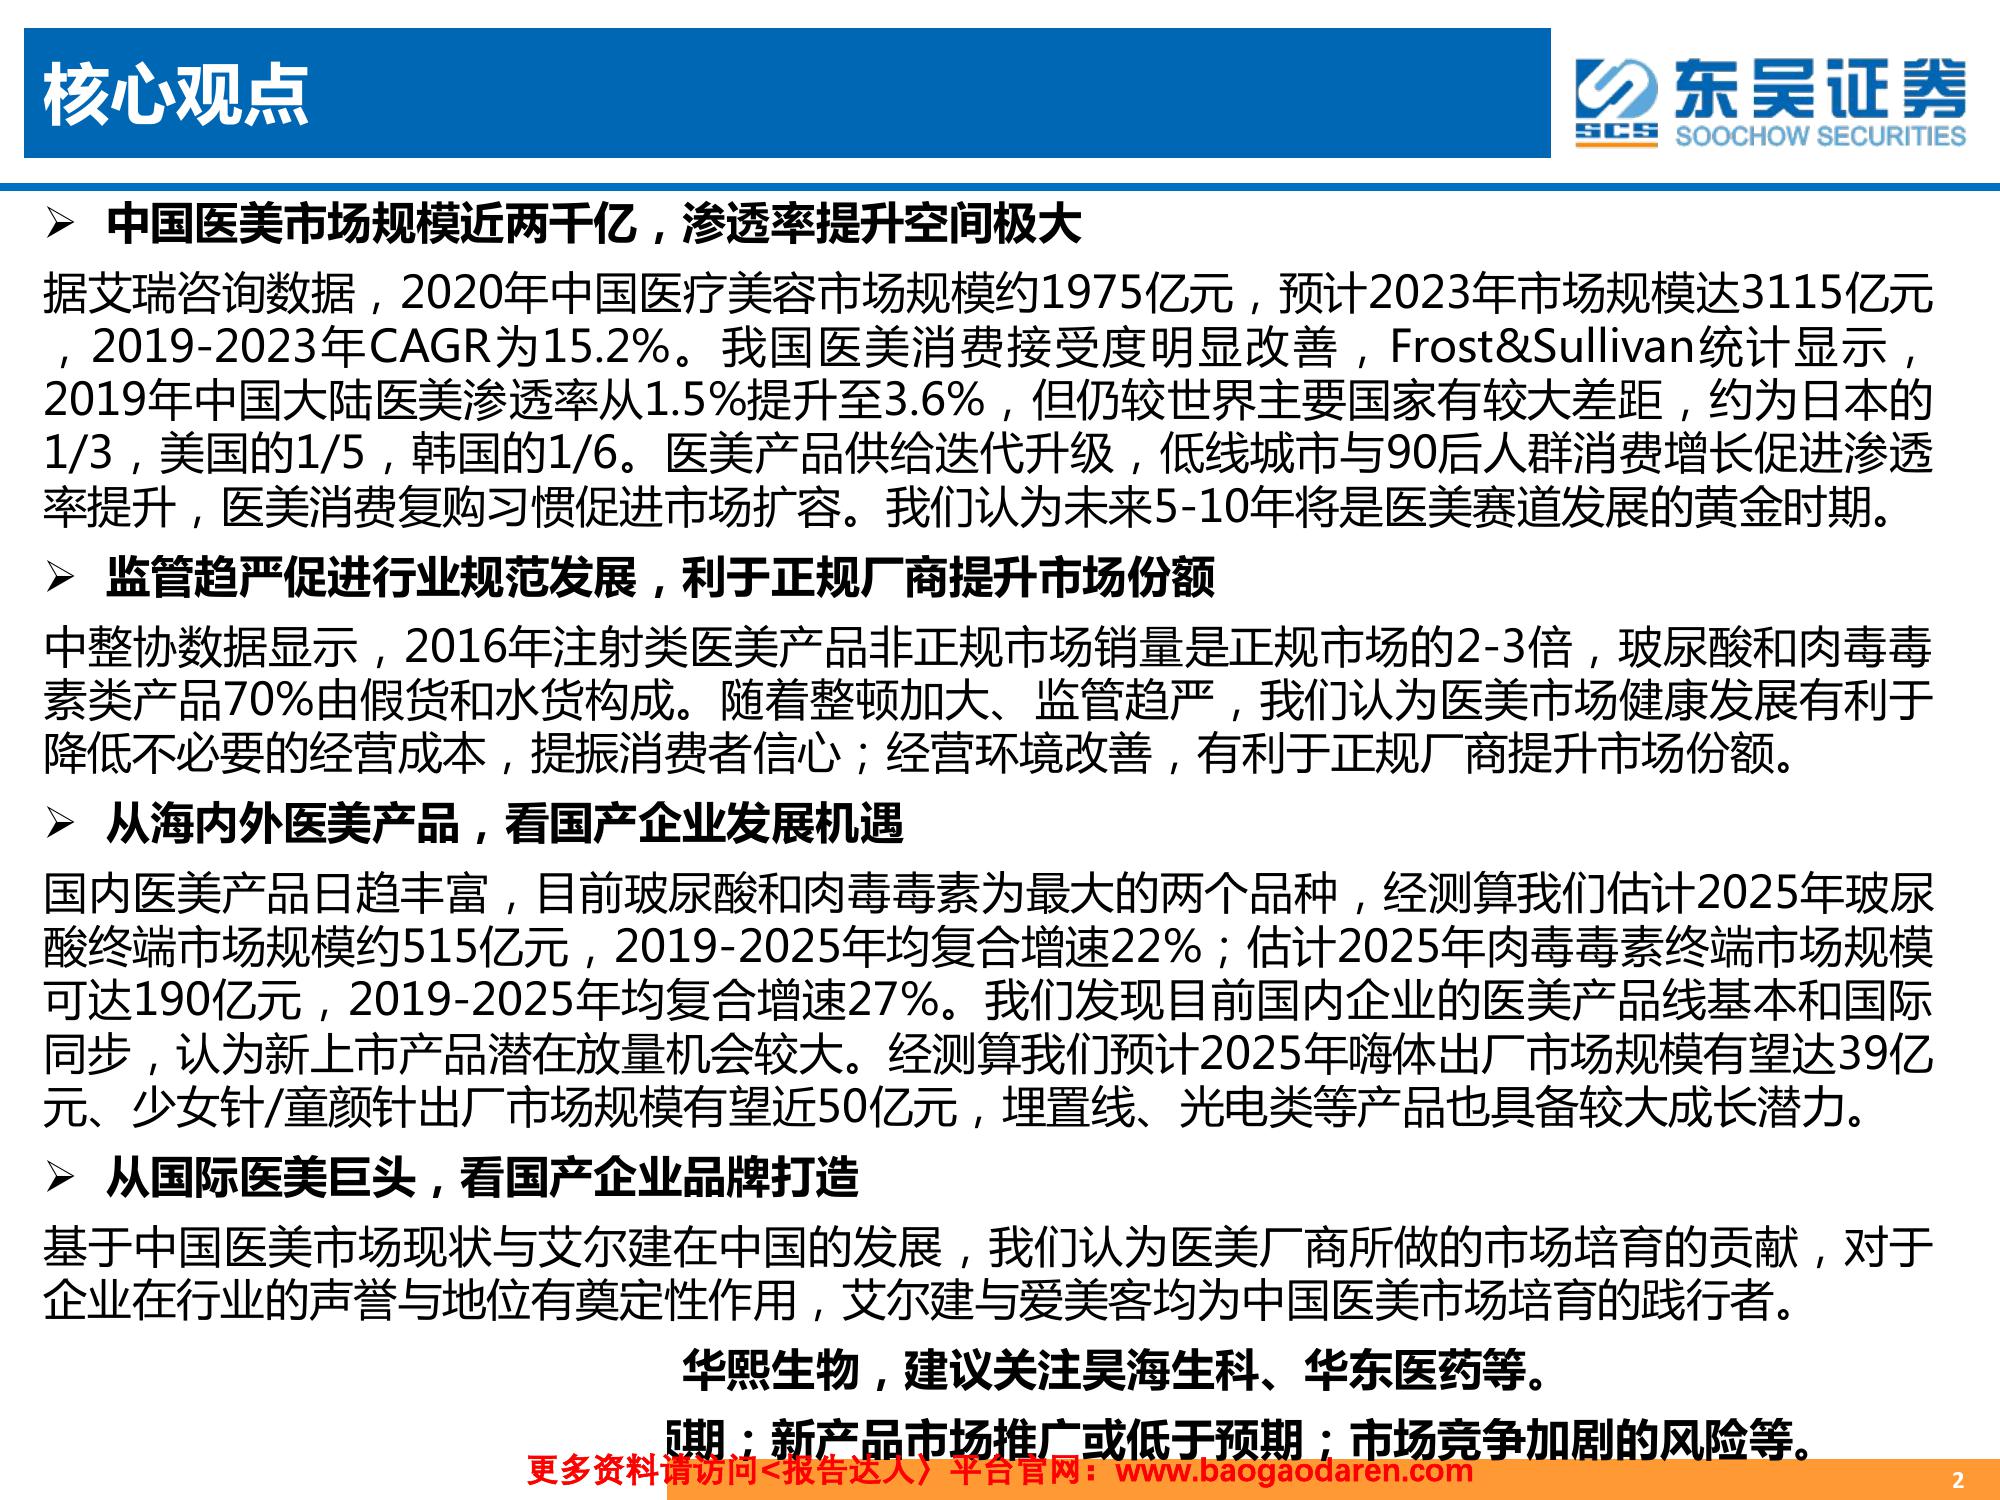 核心观点
东吴证券
SCS
SOOCHOW SECURITIES
➢ 中国医美市场规模近两千亿，渗透率提升空间极大
据艾瑞咨询数据，2020年中国医疗美容市场规模约1975亿元，预计2023年市场规模达3115亿元
，2019-2023年CAGR为15.2%。我国医美消费接受度明显改善，Frost&Sullivan统计显示，
2019年中国大陆医美渗透率从1.5%提升至3.6%，但仍较世界主要国家有较大差距，约为日本的
1/3，美国的1/5，韩国的1/6。医美产品供给迭代升级，低线城市与90后人群消费增长促进渗透
率提升，医美消费复购习惯促进市场扩容。我们认为未来5-10年将是医美赛道发展的黄金时期。
➢ 监管趋严促进行业规范发展，利于正规厂商提升市场份额
中整协数据显示，2016年注射类医美产品非正规市场销量是正规市场的2-3倍，玻尿酸和肉毒毒
素类产品70%由假货和水货构成。随着整顿加大、监管趋严，我们认为医美市场健康发展有利于
降低不必要的经营成本，提振消费者信心；经营环境改善，有利于正规厂商提升市场份额。
➢ 从海内外医美产品，看国产企业发展机遇
国内医美产品日趋丰富，目前玻尿酸和肉毒毒素为最大的两个品种，经测算我们估计2025年玻尿
酸终端市场规模约515亿元，2019-2025年均复合增速22%；估计2025年肉毒毒素终端市场规模
可达190亿元，2019-2025年均复合增速27%。我们发现目前国内企业的医美产品线基本和国际
同步，认为新上市产品潜在放量机会较大。经测算我们预计2025年嗨体出厂市场规模有望达39亿
元、少女针/童颜针出厂市场规模有望近50亿元，埋置线、光电类等产品也具备较大成长潜力。
➢ 从国际医美巨头，看国产企业品牌打造
基于中国医美市场现状与艾尔建在中国的发展，我们认为医美厂商所做的市场培育的贡献，对于
企业在行业的声誉与地位有奠定性作用，艾尔建与爱美客均为中国医美市场培育的践行者。
华熙生物，建议关注昊海生科、华东医药等。
期；新产品市场推广或低于预期；市场竞争加剧的风险等。
更多资料请访问<报告达人〉平台官网：www.baogaodaren.com
2